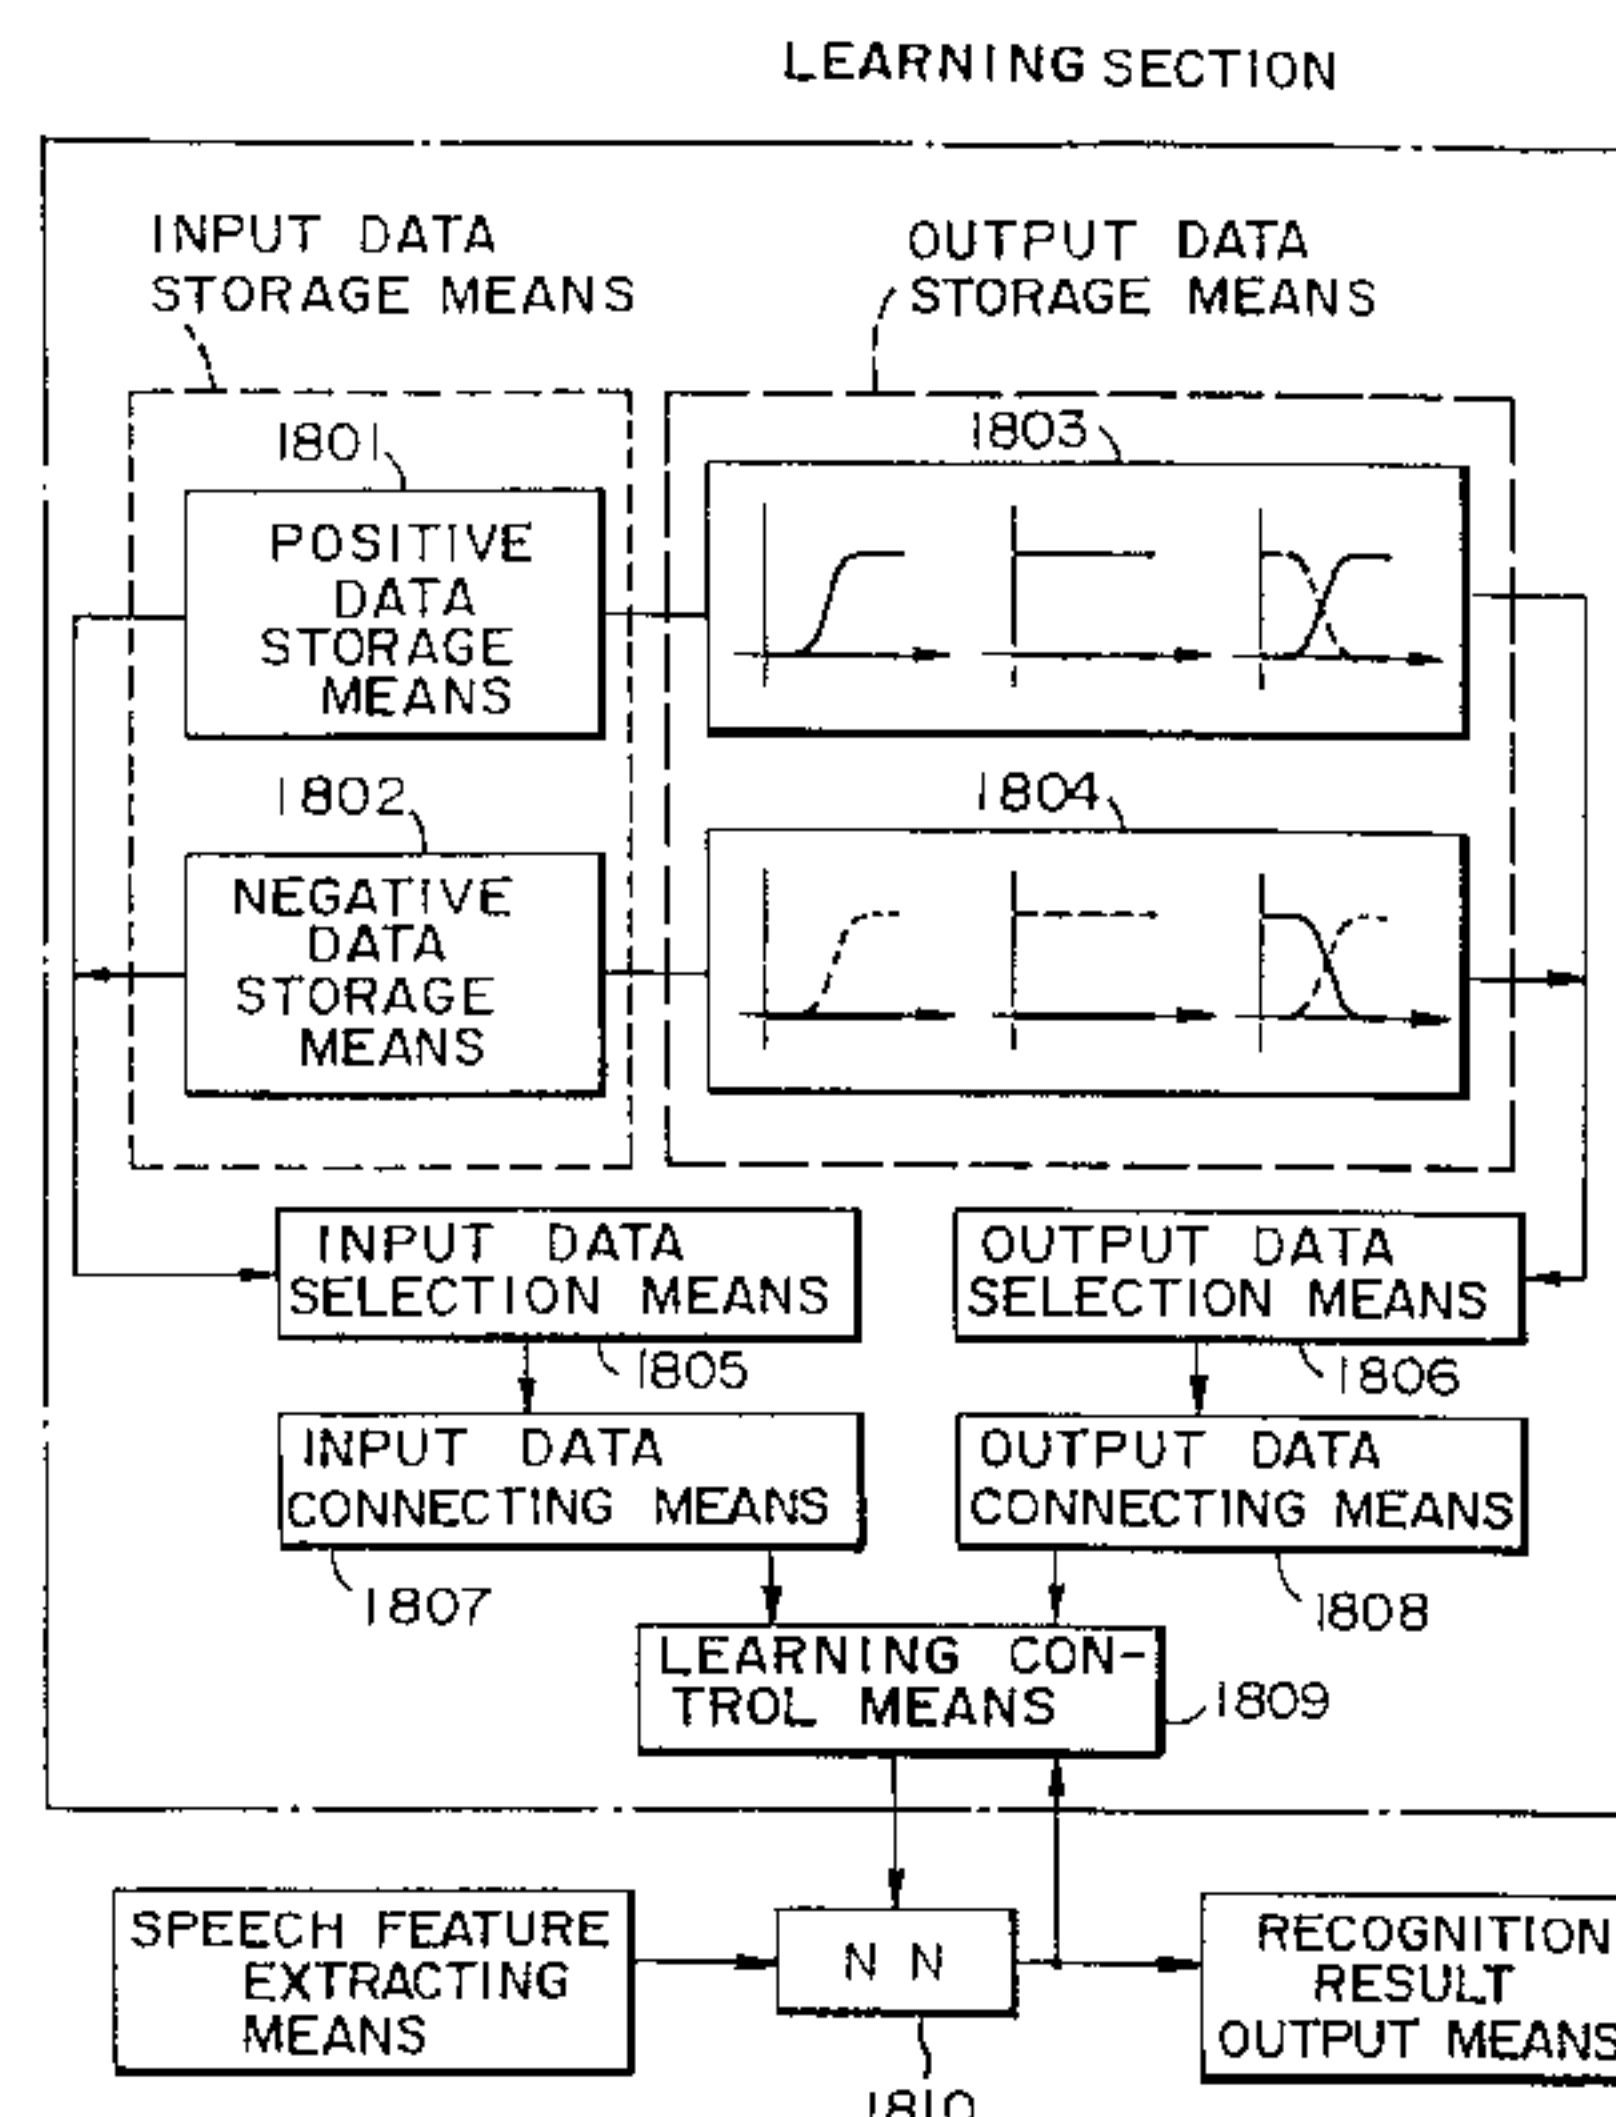 LEARNING SECTION
INPUT DATA
STORAGE MEANS
OUTPUT DATA
STORAGE MEANS
1801
POSITIVE
DATA
STORAGE
MEANS
1803
1802
NEGATIVE
DATA
STORAGE
MEANS
1804
INPUT DATA
SELECTION MEANS
1805
OUTPUT DATA
SELECTION MEANS
1806
INPUT DATA
CONNECTING MEANS
1807
OUTPUT DATA
CONNECTING MEANS
1808
LEARNING CON-
TROL MEANS
1809
SPEECH FEATURE
EXTRACTING
MEANS
N N
1810
RECOGNITION
RESULT
OUTPUT MEANS